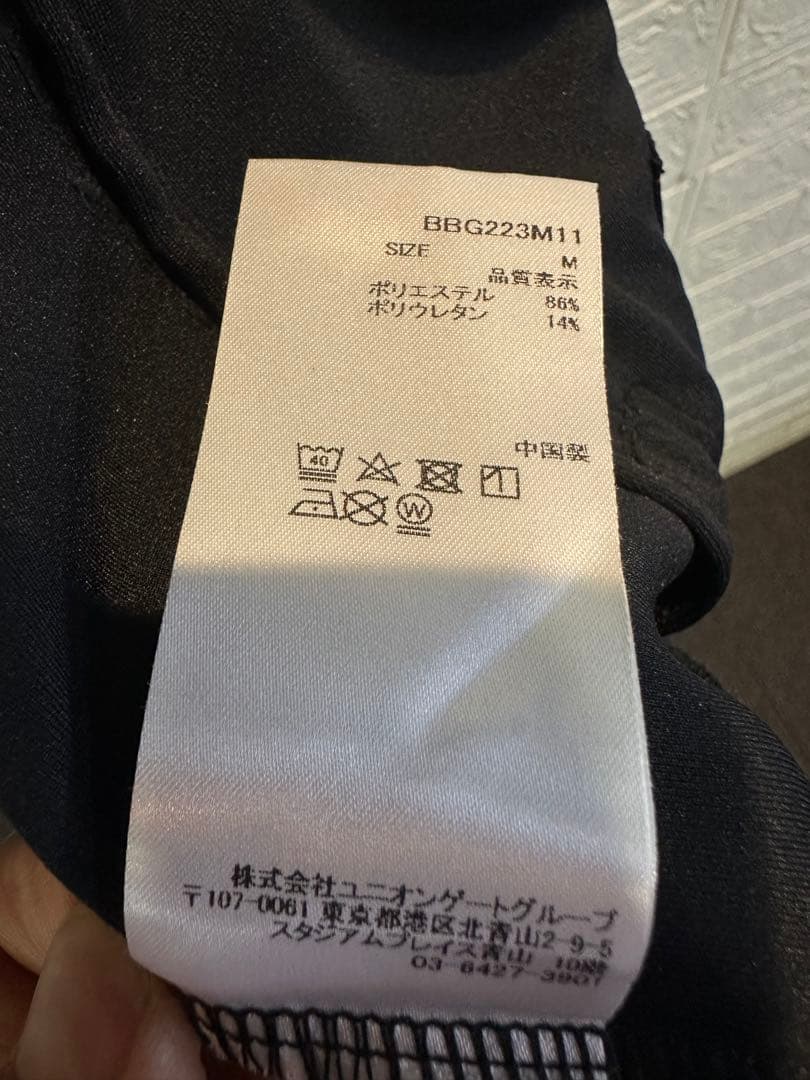 BBG223M11
SIZE M
品質表示
ポリエステル 86%
ポリウレタン 14%
中国製
40
W
株式会社ユニオンゲートグループ
〒107-0061 東京都港区北青山2-9-5
スタジアムプレイス青山 10階
03-6427-3901